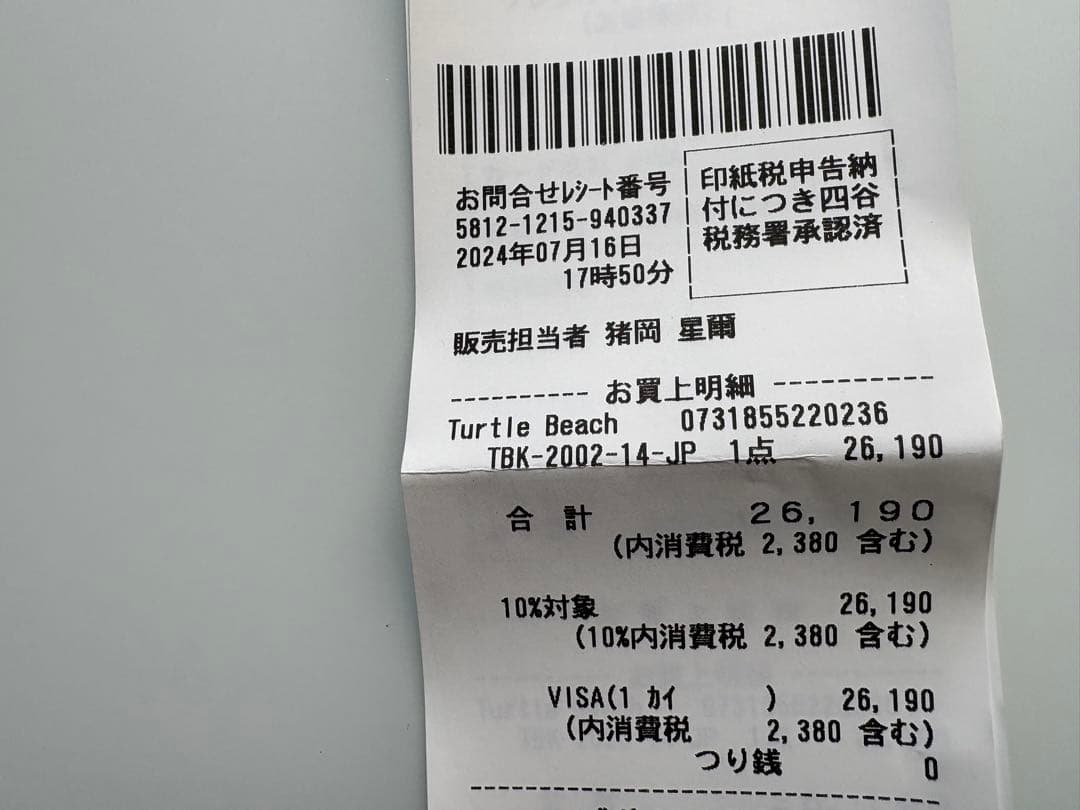 お問合せﾚｼｰﾄ番号
5812-1215-940337
2024年07月16日
17時50分
印紙税申告納
付につき四谷
税務署承認済
販売担当者 猪岡 星爾
---------- お買上明細 -----------
Turtle Beach 0731855220236
TBK-2002-14-JP 1点 26,190
合 計 26,190
(内消費税 2,380 含む)
10%対象 26,190
(10%内消費税 2,380 含む)
VISA(1 ｶｲ ) 26,190
(内消費税 2,380 含む)
つり銭 0